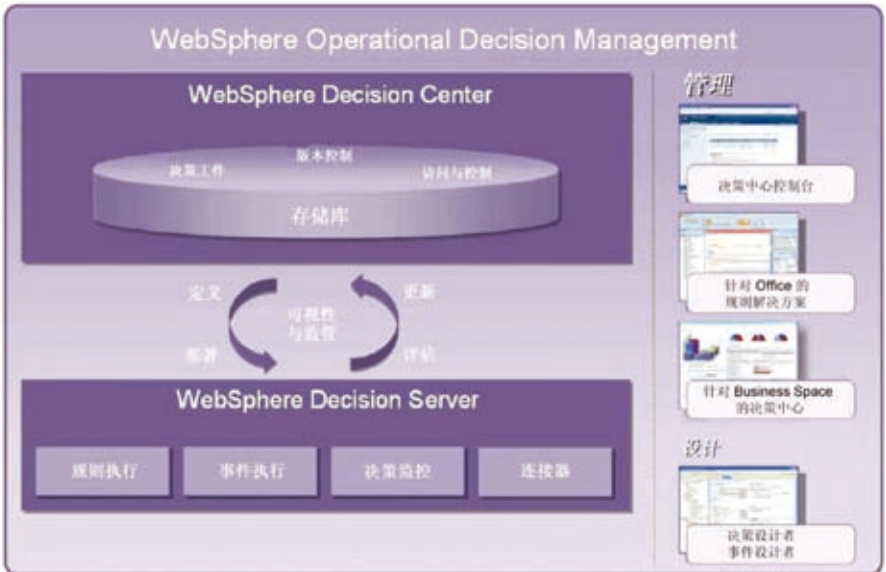 WebSphere Operational Decision Management
WebSphere Decision Center
版本控制
决策工件
访问与控制
存储库
定义
更新
可视性
与监督
部署
评估
WebSphere Decision Server
规则执行
事件执行
决策监控
连接器
管理
决策中心控制台
针对 Office 的
规则解决方案
针对 Business Space
的决策中心
设计
决策设计者
事件设计者